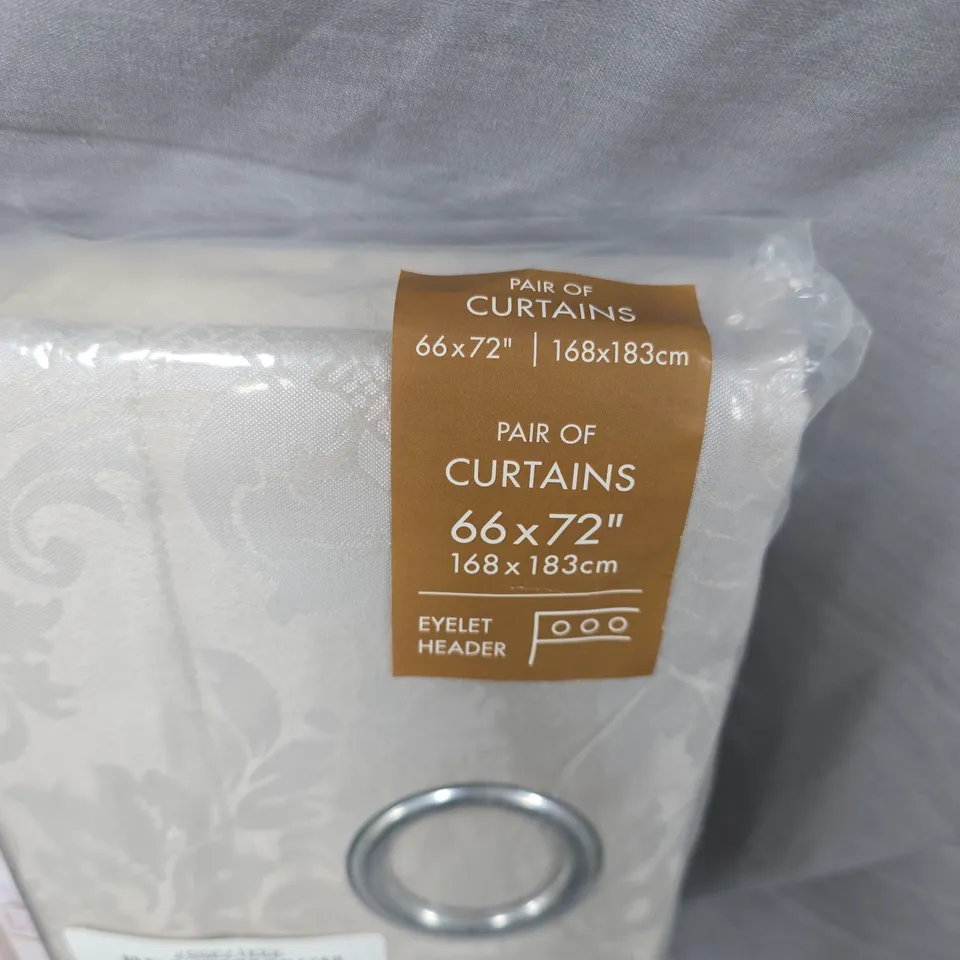 PAIR OF
CURTAINS
66x72" | 168x183cm
PAIR OF
CURTAINS
66x72"
168x183cm
EYELET
HEADER